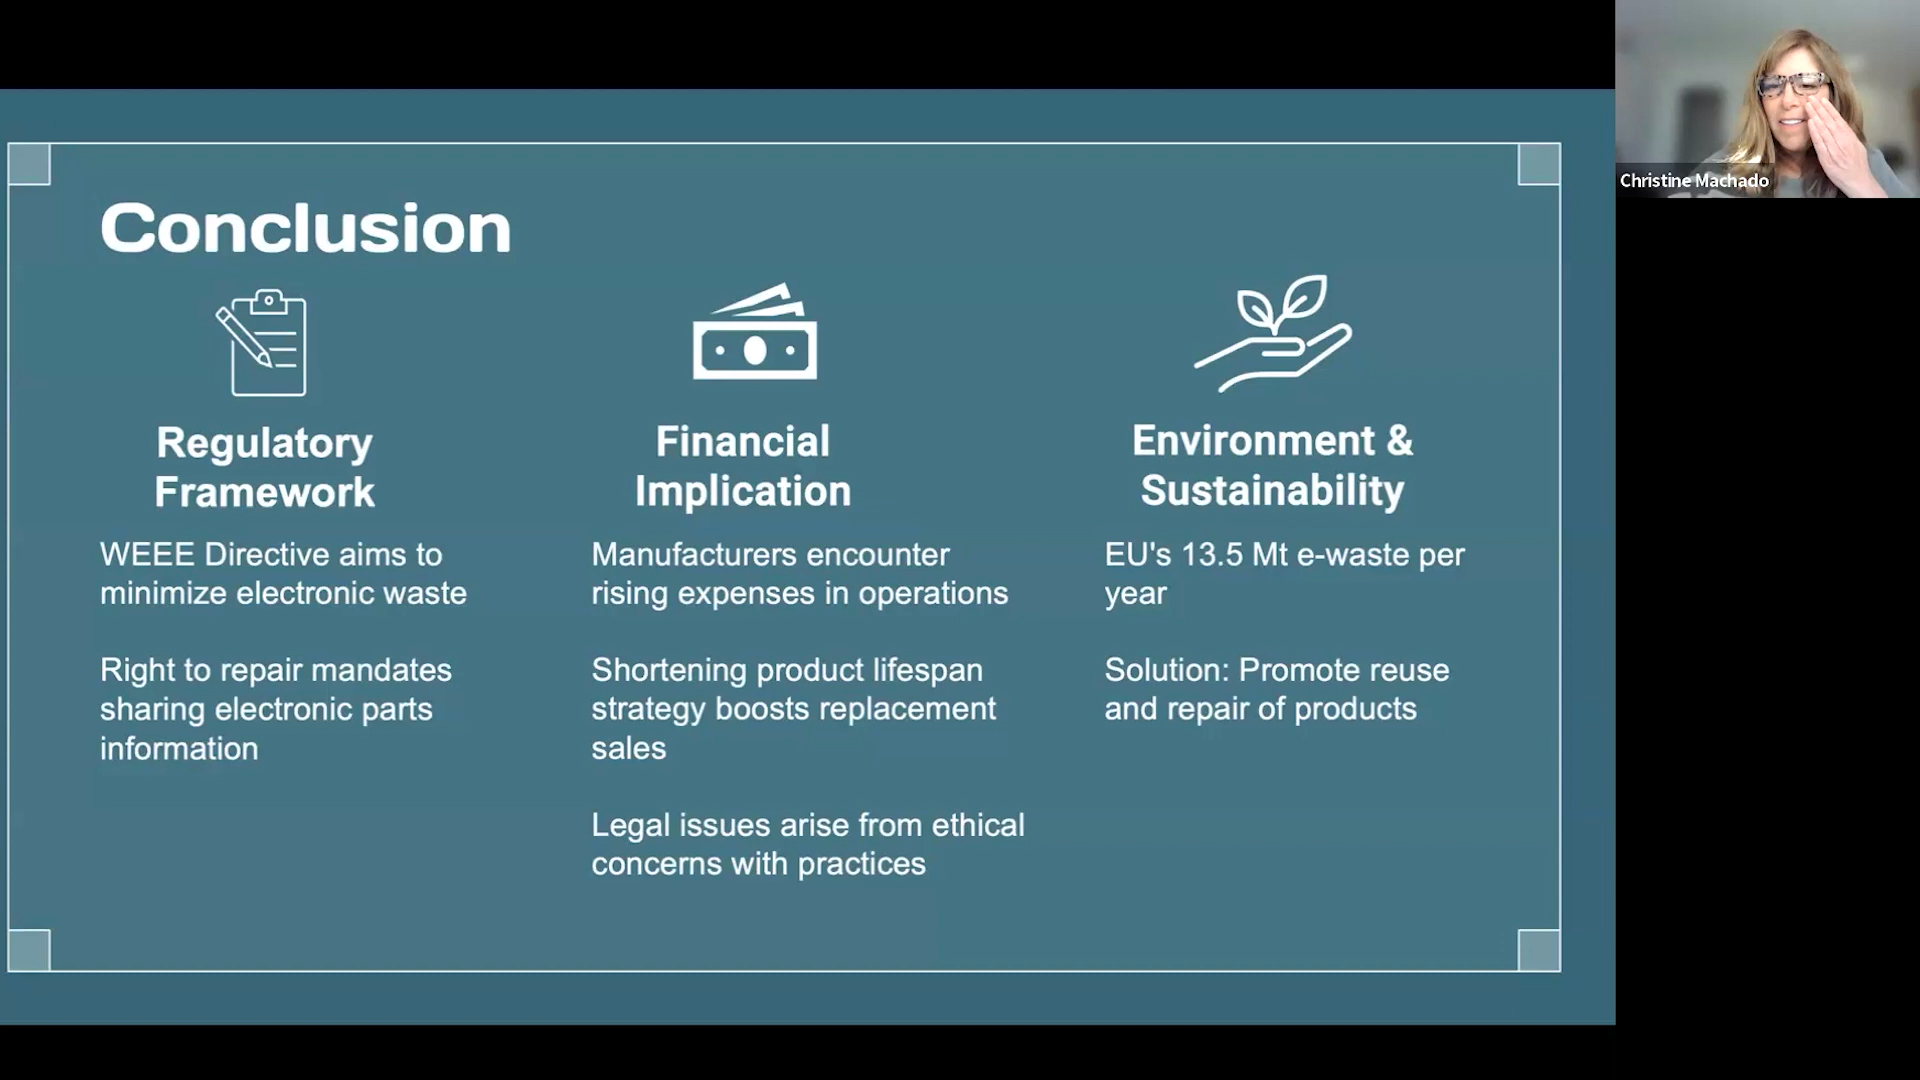 Conclusion
Regulatory
Framework
WEEE Directive aims to
minimize electronic waste
Right to repair mandates
sharing electronic parts
information
Financial
Implication
Manufacturers encounter
rising expenses in operations
Shortening product lifespan
strategy boosts replacement
sales
Legal issues arise from ethical
concerns with practices
Environment &
Sustainability
EU's 13.5 Mt e-waste per
year
Solution: Promote reuse
and repair of products
Christine Machado